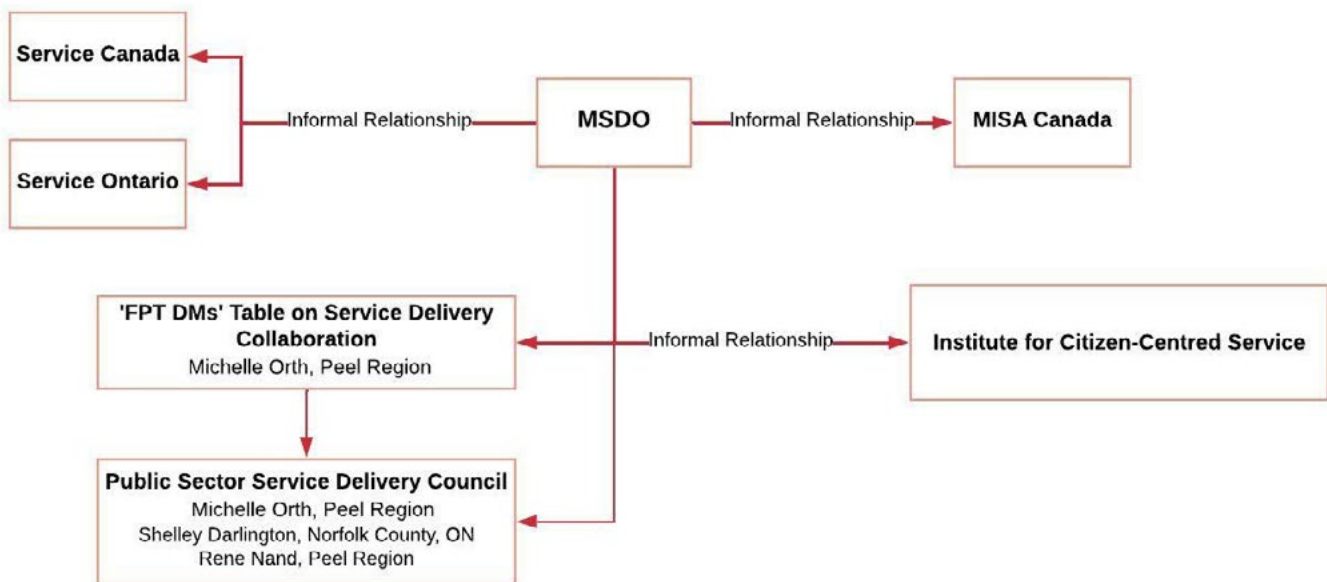 Service Canada
Informal Relationship
MSDO
Informal Relationship
MISA Canada
Service Ontario
'FPT DMs' Table on Service Delivery
Collaboration
Michelle Orth, Peel Region
Informal Relationship
Institute for Citizen-Centred Service
Public Sector Service Delivery Council
Michelle Orth, Peel Region
Shelley Darlington, Norfolk County, ON
Rene Nand, Peel Region